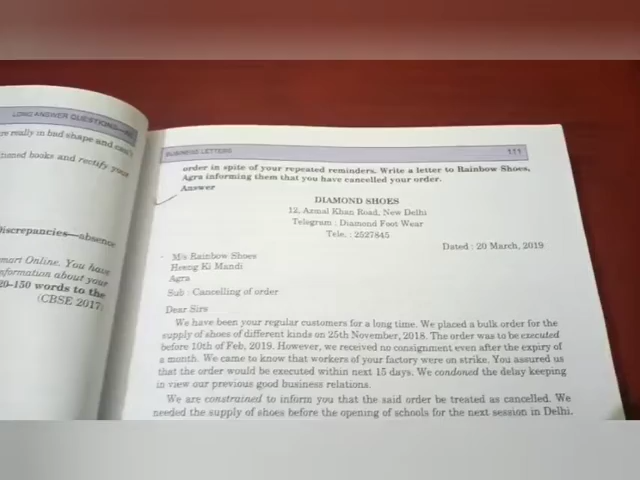 LONG ANSWER QUESTIONS—
are really in bad shape and can't
books and rectify your
Discrepancies—absence
mart Online. You have
nformation about your
20-150 words to the
(CBSE 2017)
BUSINESS LETTERS 111
order in spite of your repeated reminders. Write a letter to Rainbow Shoes,
Agra informing them that you have cancelled your order.
Answer
DIAMOND SHOES
12, Azmal Khan Road, New Delhi
Telegram : Diamond Foot Wear
Tele. : 2527845
Dated : 20 March, 2019
M/s Rainbow Shoes
Heeng Ki Mandi
Agra
Sub : Cancelling of order
Dear Sirs
We have been your regular customers for a long time. We placed a bulk order for the
supply of shoes of different kinds on 25th November, 2018. The order was to be executed
before 10th of Feb, 2019. However, we received no consignment even after the expiry of
a month. We came to know that workers of your factory were on strike. You assured us
that the order would be executed within next 15 days. We condoned the delay keeping
in view our previous good business relations.
We are constrained to inform you that the said order be treated as cancelled. We
needed the supply of shoes before the opening of schools for the next session in Delhi.